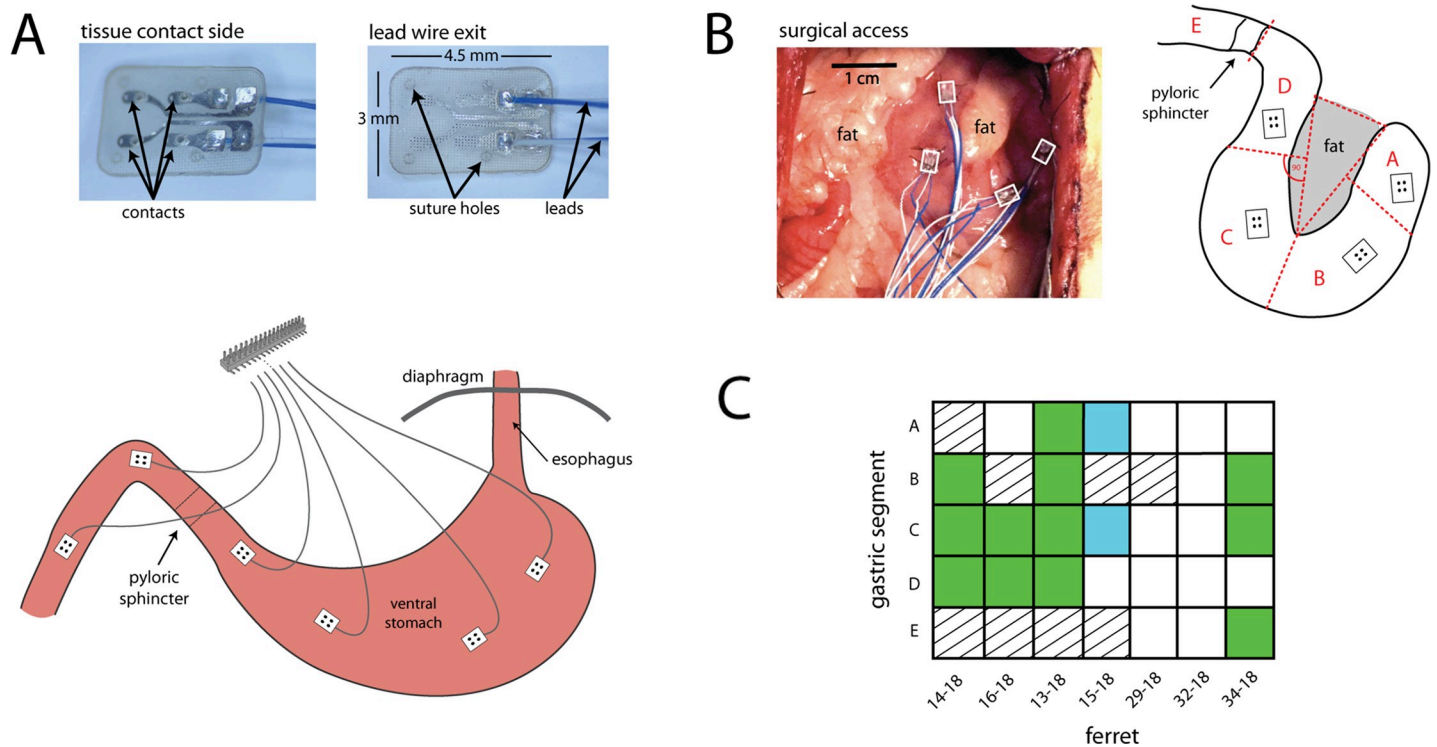 A
tissue contact side
contacts
lead wire exit
4.5 mm
3 mm
suture holes
leads
diaphragm
esophagus
pyloric
sphincter
ventral
stomach
B
surgical access
1 cm
fat
fat
E
pyloric
sphincter
D
fat
90
A
C
B
C
gastric segment
A
B
C
D
E
14-18
16-18
13-18
15-18
29-18
32-18
34-18
ferret